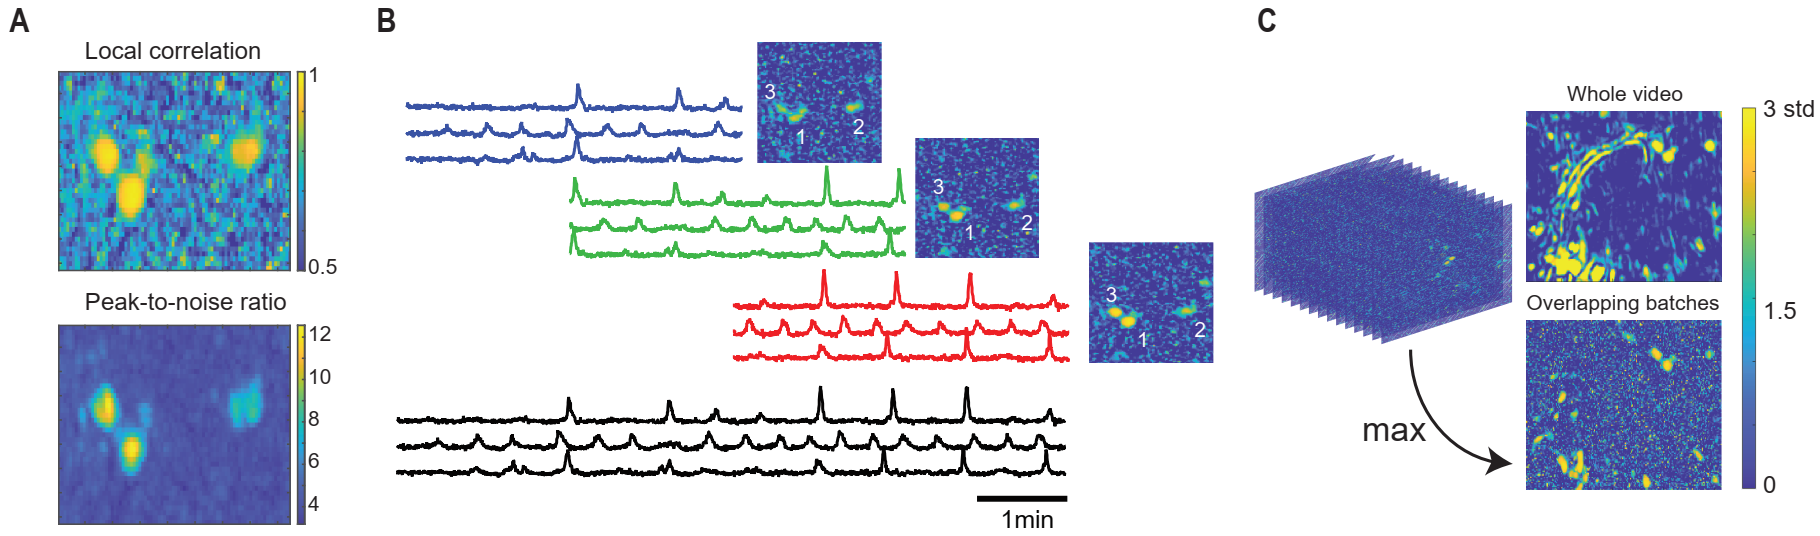 A
Local correlation
1
0.5
Peak-to-noise ratio
12
10
8
6
4
B
3
1
2
3
1
2
3
1
2
1min
C
Whole video
3 std
Overlapping batches
1.5
max
0